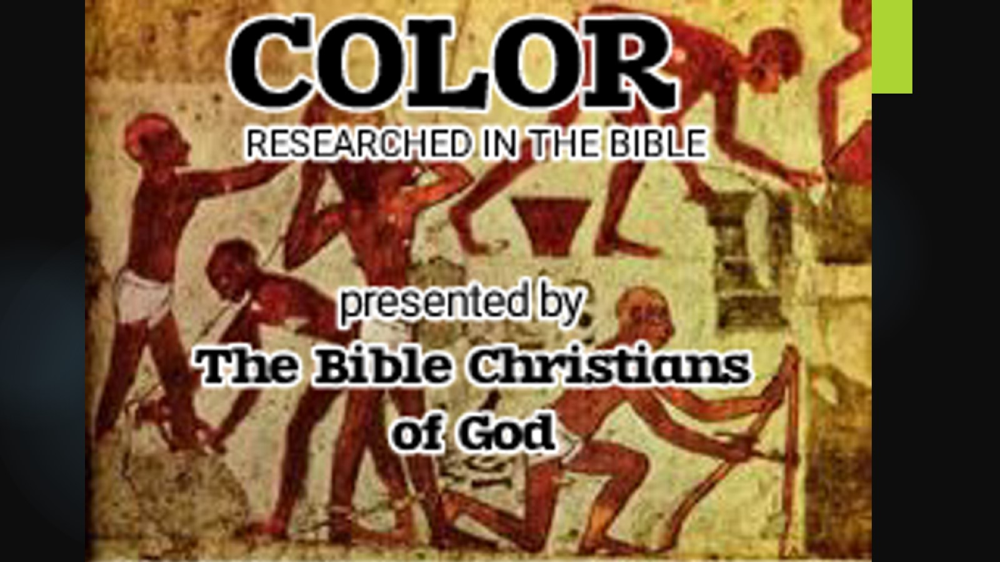 COLOR
RESEARCHED IN THE BIBLE
presented by
The Bible Christians
of God